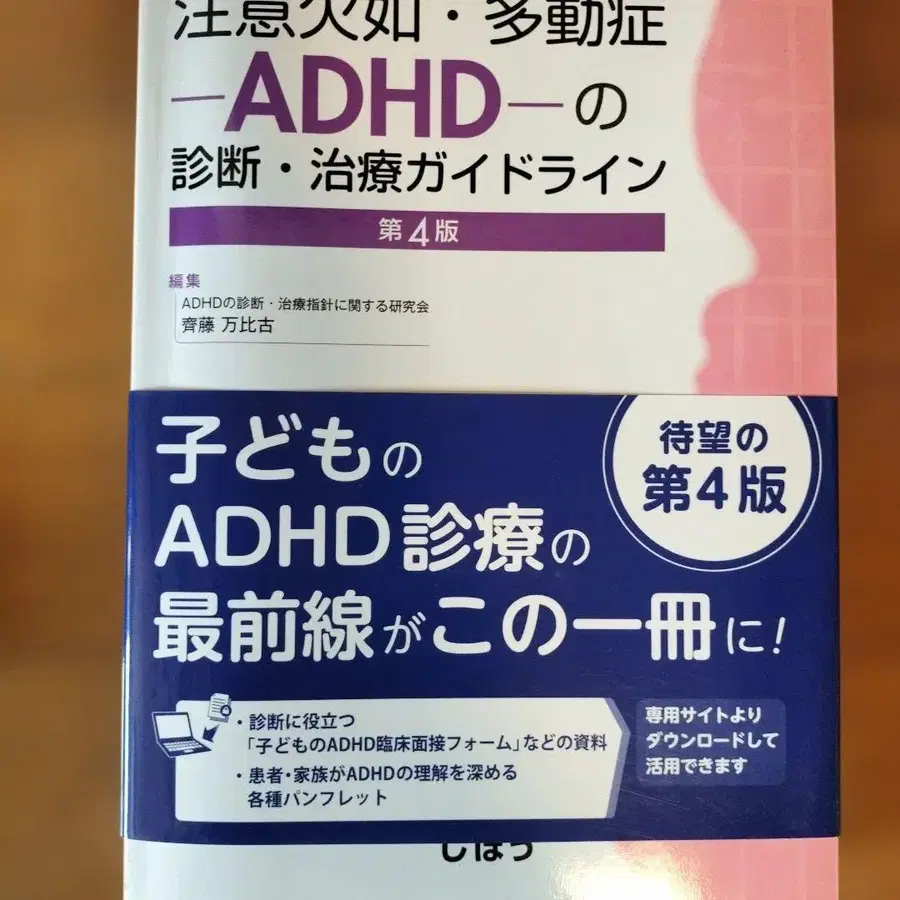 注意欠如・多動症
―ADHD―の
診断・治療ガイドライン
第4版
編集
ADHDの診断・治療指針に関する研究会
齊藤 万比古
子どもの
ADHD診療の
最前線がこの一冊に!
待望の
第4版
・診断に役立つ
「子どものADHD臨床面接フォーム」などの資料
・患者・家族がADHDの理解を深める
各種パンフレット
専用サイトより
ダウンロードして
活用できます
じほう